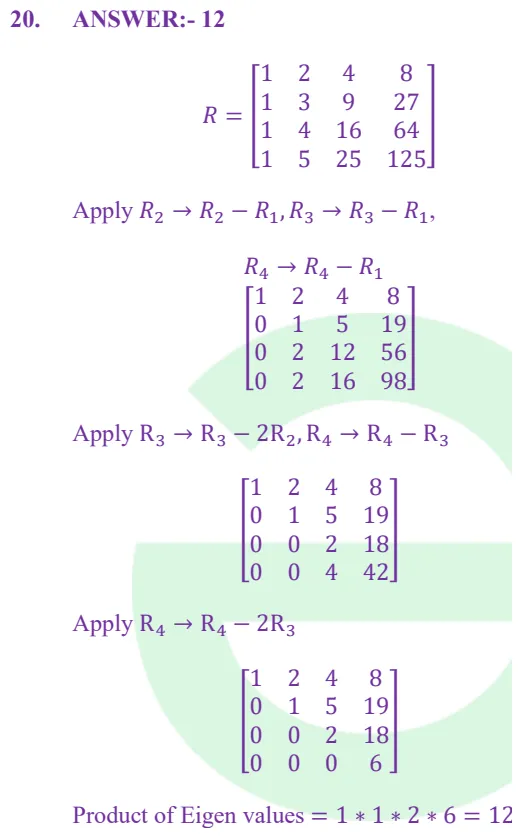 20. ANSWER:- 12
R = [1 2 4 8
1 3 9 27
1 4 16 64
1 5 25 125]
Apply R₂ → R₂ − R₁, R₃ → R₃ − R₁,
R₄ → R₄ − R₁
[1 2 4 8
0 1 5 19
0 2 12 56
0 2 16 98]
Apply R₃ → R₃ − 2R₂, R₄ → R₄ − R₃
[1 2 4 8
0 1 5 19
0 0 2 18
0 0 4 42]
Apply R₄ → R₄ − 2R₃
[1 2 4 8
0 1 5 19
0 0 2 18
0 0 0 6]
Product of Eigen values = 1 ∗ 1 ∗ 2 ∗ 6 = 12